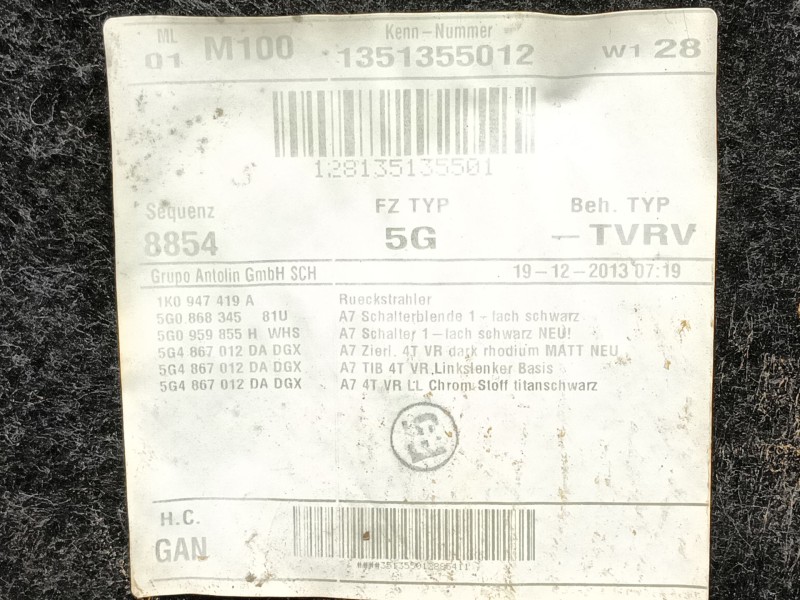 ML Kenn-Nummer
01 M100 1351355012 W1 28
128135135501
Sequenz FZ TYP Beh. TYP
8854 5G -TVRV
Grupo Antolin GmbH SCH 19-12-2013 07:19
1K0 947 419 A Rueckstrahler
5G0 868 345 81U A7 Schalterblende 1-fach schwarz
5G0 959 855 H WHS A7 Schalter 1-fach schwarz NEU!
5G4 867 012 DA DGX A7 Zierl. 4T VR dark rhodium MATT NEU
5G4 867 012 DA DGX A7 TIB 4T VR,Linkslenker Basis
5G4 867 012 DA DGX A7 4T VR LL Chrom Stoff titanschwarz
H.C.
GAN